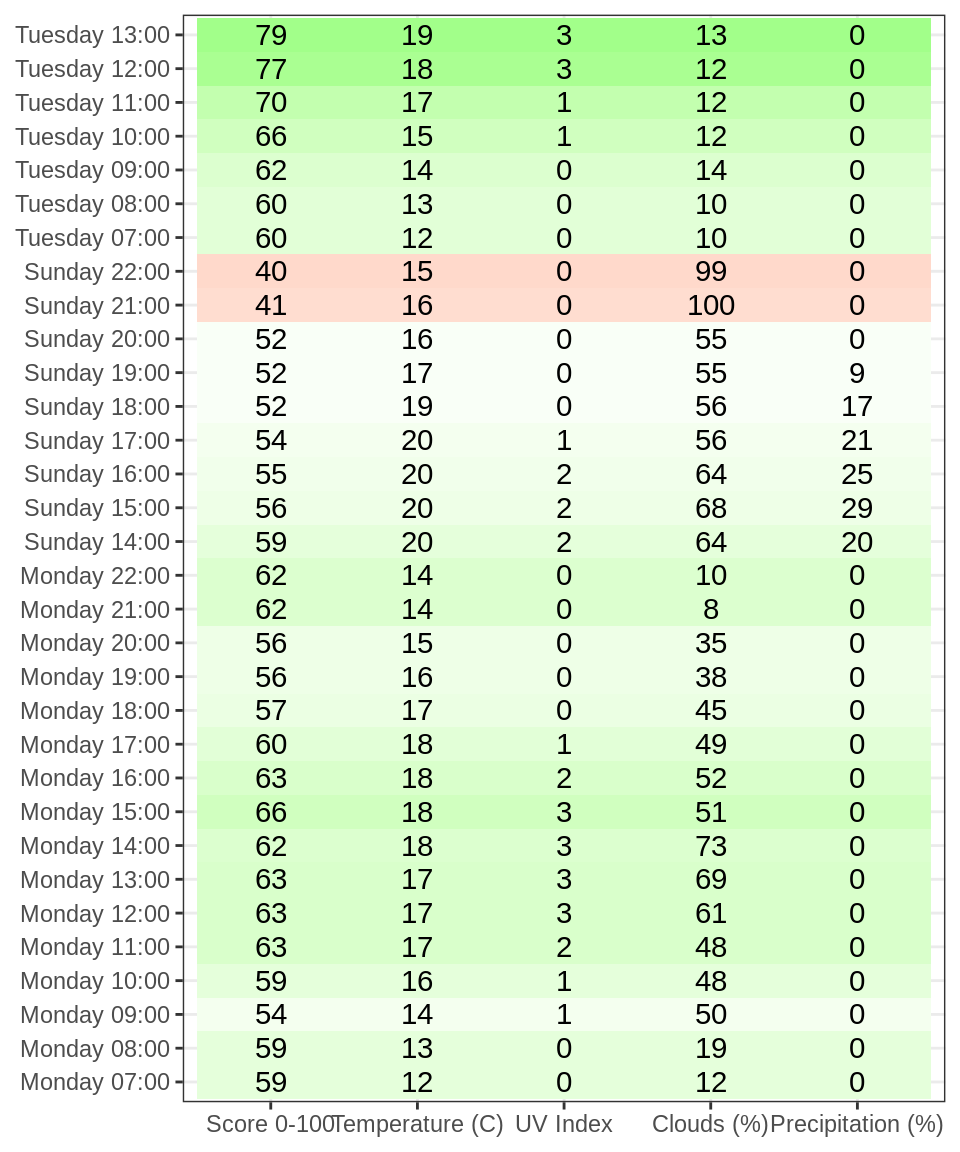 Tuesday 13:00 79 19 3 13 0
Tuesday 12:00 77 18 3 12 0
Tuesday 11:00 70 17 1 12 0
Tuesday 10:00 66 15 1 12 0
Tuesday 09:00 62 14 0 14 0
Tuesday 08:00 60 13 0 10 0
Tuesday 07:00 60 12 0 10 0
Sunday 22:00 40 15 0 99 0
Sunday 21:00 41 16 0 100 0
Sunday 20:00 52 16 0 55 0
Sunday 19:00 52 17 0 55 9
Sunday 18:00 52 19 0 56 17
Sunday 17:00 54 20 1 56 21
Sunday 16:00 55 20 2 64 25
Sunday 15:00 56 20 2 68 29
Sunday 14:00 59 20 2 64 20
Monday 22:00 62 14 0 10 0
Monday 21:00 62 14 0 8 0
Monday 20:00 56 15 0 35 0
Monday 19:00 56 16 0 38 0
Monday 18:00 57 17 0 45 0
Monday 17:00 60 18 1 49 0
Monday 16:00 63 18 2 52 0
Monday 15:00 66 18 3 51 0
Monday 14:00 62 18 3 73 0
Monday 13:00 63 17 3 69 0
Monday 12:00 63 17 3 61 0
Monday 11:00 63 17 2 48 0
Monday 10:00 59 16 1 48 0
Monday 09:00 54 14 1 50 0
Monday 08:00 59 13 0 19 0
Monday 07:00 59 12 0 12 0
Score 0-100 Temperature (C) UV Index Clouds (%) Precipitation (%)